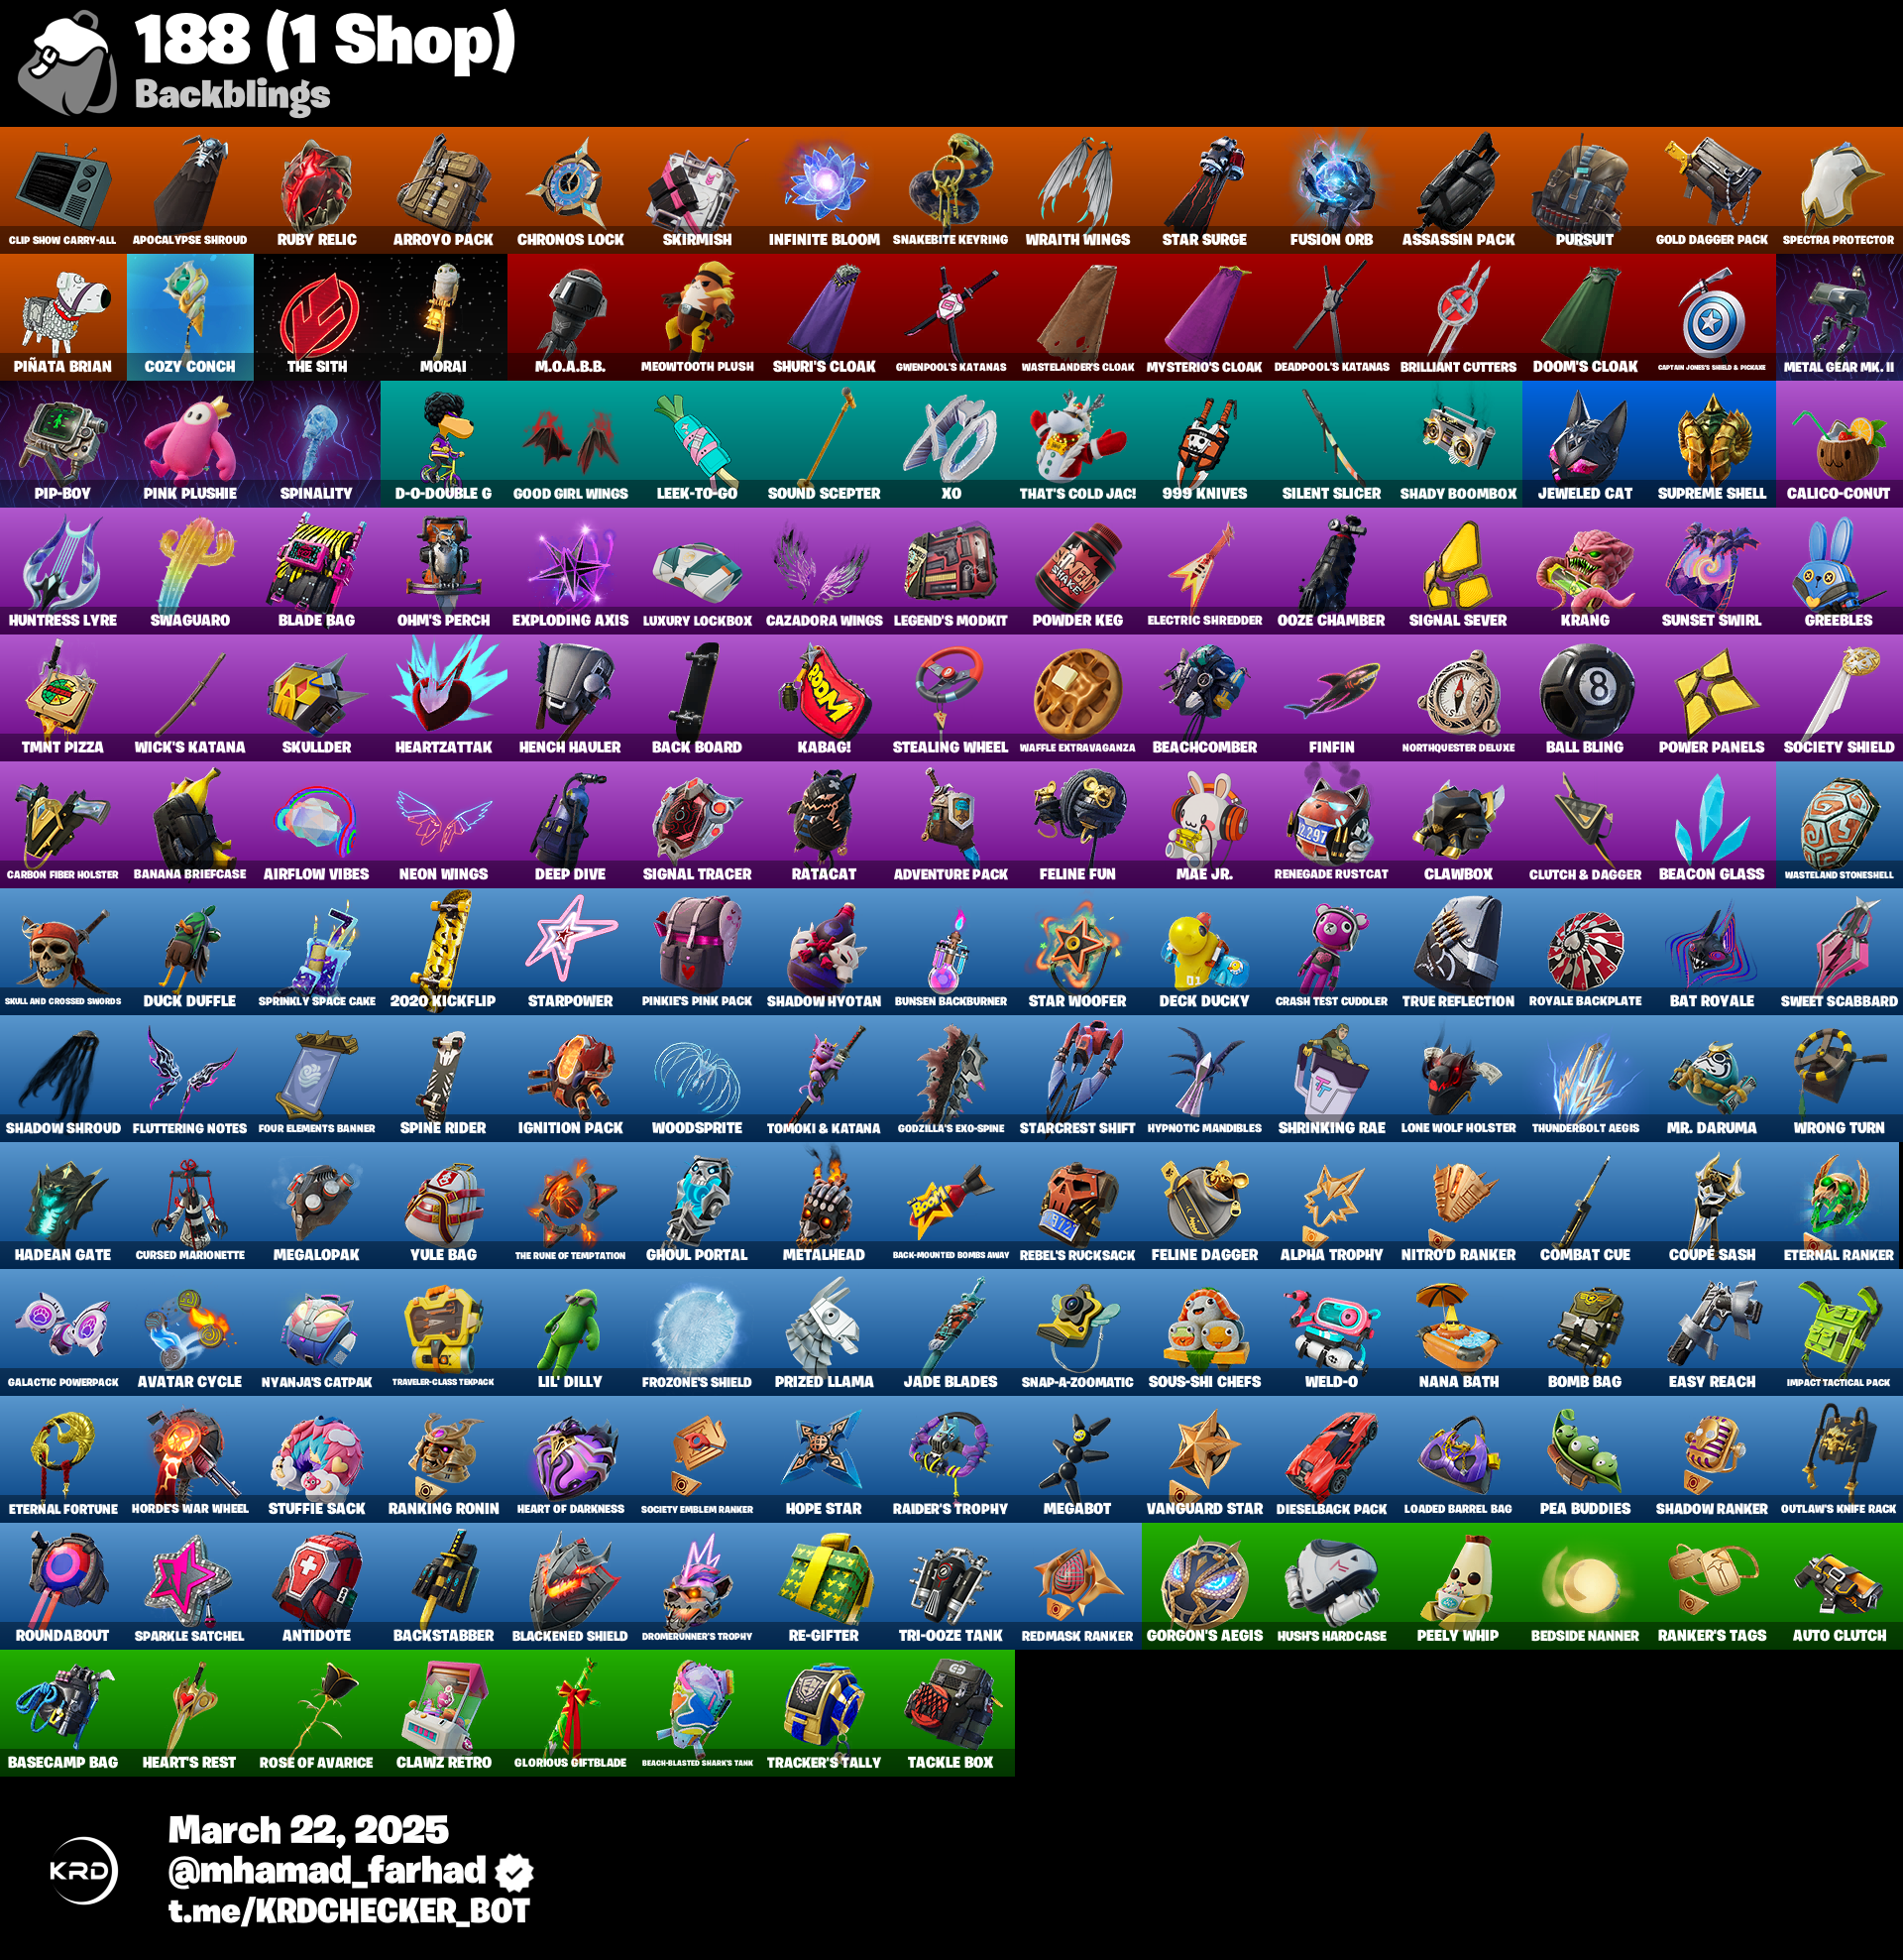 188 (1 Shop)
Backblings
CLIP SHOW CARRY-ALL APOCALYPSE SHROUD RUBY RELIC ARROYO PACK CHRONOS LOCK SKIRMISH INFINITE BLOOM SNAKEBITE KEYRING WRAITH WINGS STAR SURGE FUSION ORB ASSASSIN PACK PURSUIT GOLD DAGGER PACK SPECTRA PROTECTOR
PIÑATA BRIAN COZY CONCH THE SITH MORAI M.O.A.B.B. MEOWTOOTH PLUSH SHURI'S CLOAK GWENPOOL'S KATANAS WASTELANDER'S CLOAK MYSTERIO'S CLOAK DEADPOOL'S KATANAS BRILLIANT CUTTERS DOOM'S CLOAK CAPTAIN JONES'S SHIELD & PICKAXE METAL GEAR MK. II
PIP-BOY PINK PLUSHIE SPINALITY D-O-DOUBLE G GOOD GIRL WINGS LEEK-TO-GO SOUND SCEPTER XO THAT'S COLD JAC! 999 KNIVES SILENT SLICER SHADY BOOMBOX JEWELED CAT SUPREME SHELL CALICO-CONUT
HUNTRESS LYRE SWAGUARO BLADE BAG OHM'S PERCH EXPLODING AXIS LUXURY LOCKBOX CAZADORA WINGS LEGEND'S MODKIT POWDER KEG ELECTRIC SHREDDER OOZE CHAMBER SIGNAL SEVER KRANG SUNSET SWIRL GREEBLES
TMNT PIZZA WICK'S KATANA SKULLDER HEARTZATTAK HENCH HAULER BACK BOARD KABAG! STEALING WHEEL WAFFLE EXTRAVAGANZA BEACHCOMBER FINFIN NORTHQUESTER DELUXE BALL BLING POWER PANELS SOCIETY SHIELD
CARBON FIBER HOLSTER BANANA BRIEFCASE AIRFLOW VIBES NEON WINGS DEEP DIVE SIGNAL TRACER RATACAT ADVENTURE PACK FELINE FUN MAE JR. RENEGADE RUSTCAT CLAWBOX CLUTCH & DAGGER BEACON GLASS WASTELAND STONESHELL
SKULL AND CROSSED SWORDS DUCK DUFFLE SPRINKLY SPACE CAKE 2020 KICKFLIP STARPOWER PINKIE'S PINK PACK SHADOW HYOTAN BUNSEN BACKBURNER STAR WOOFER DECK DUCKY CRASH TEST CUDDLER TRUE REFLECTION ROYALE BACKPLATE BAT ROYALE SWEET SCABBARD
SHADOW SHROUD FLUTTERING NOTES FOUR ELEMENTS BANNER SPINE RIDER IGNITION PACK WOODSPRITE TOMOKI & KATANA GODZILLA'S EXO-SPINE STARCREST SHIFT HYPNOTIC MANDIBLES SHRINKING RAE LONE WOLF HOLSTER THUNDERBOLT AEGIS MR. DARUMA WRONG TURN
HADEAN GATE CURSED MARIONETTE MEGALOPAK YULE BAG THE RUNE OF TEMPTATION GHOUL PORTAL METALHEAD BACK-MOUNTED BOMBS AWAY REBEL'S RUCKSACK FELINE DAGGER ALPHA TROPHY NITRO'D RANKER COMBAT CUE COUPÉ SASH ETERNAL RANKER
GALACTIC POWERPACK AVATAR CYCLE NYANJA'S CATPAK TRAVELER-CLASS TEKPACK LIL' DILLY FROZONE'S SHIELD PRIZED LLAMA JADE BLADES SNAP-A-ZOOMATIC SOUS-SHI CHEFS WELD-O NANA BATH BOMB BAG EASY REACH IMPACT TACTICAL PACK
ETERNAL FORTUNE HORDE'S WAR WHEEL STUFFIE SACK RANKING RONIN HEART OF DARKNESS SOCIETY EMBLEM RANKER HOPE STAR RAIDER'S TROPHY MEGABOT VANGUARD STAR DIESELBACK PACK LOADED BARREL BAG PEA BUDDIES SHADOW RANKER OUTLAW'S KNIFE RACK
ROUNDABOUT SPARKLE SATCHEL ANTIDOTE BACKSTABBER BLACKENED SHIELD DROMERUNNER'S TROPHY RE-GIFTER TRI-OOZE TANK REDMASK RANKER GORGON'S AEGIS HUSH'S HARDCASE PEELY WHIP BEDSIDE NANNER RANKER'S TAGS AUTO CLUTCH
BASECAMP BAG HEART'S REST ROSE OF AVARICE CLAWZ RETRO GLORIOUS GIFTBLADE BEACH-BLASTED SHARK'S TANK TRACKER'S TALLY TACKLE BOX
March 22, 2025
KRD
@mhamad_farhad
t.me/KRDCHECKER_BOT